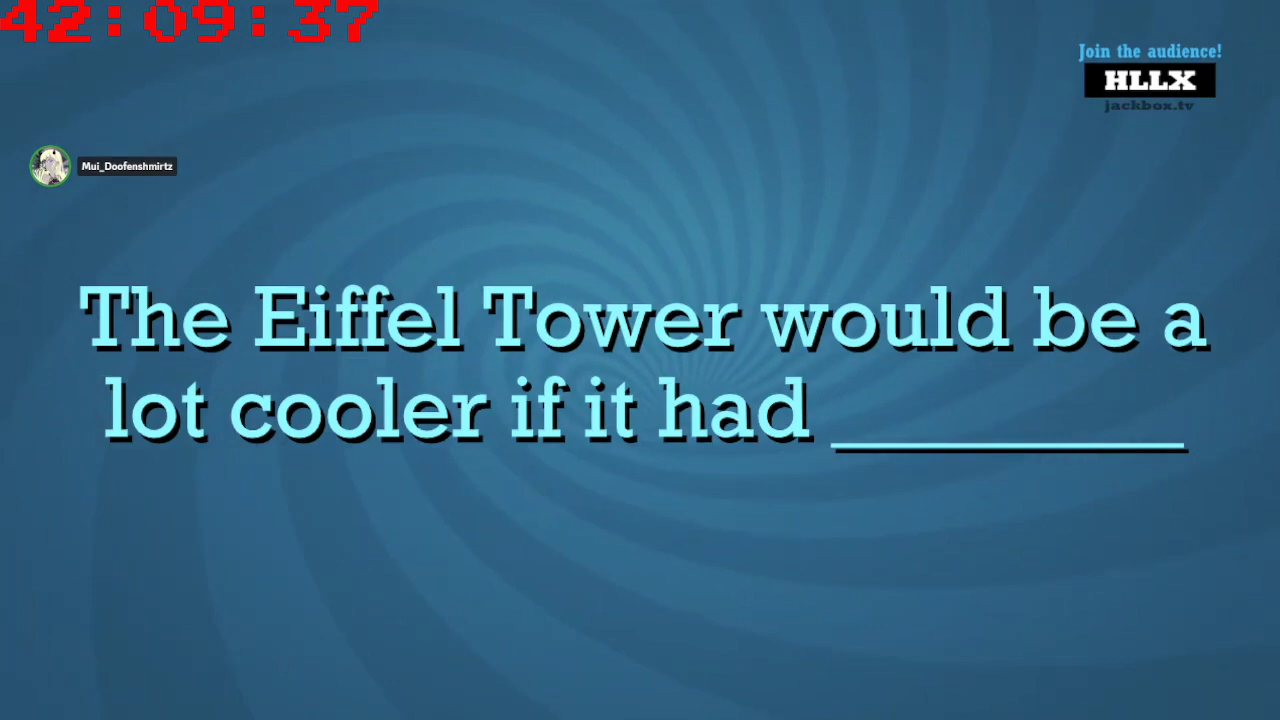 42:09:37
Join the audience!
HLLX
jackbox.tv
Mui_Doofenshmirtz
The Eiffel Tower would be a
lot cooler if it had __________